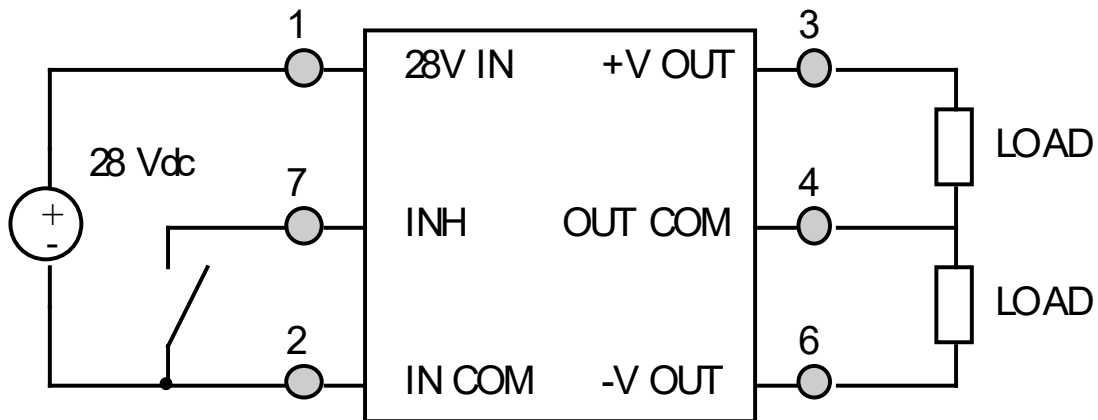 1
3
28V IN
+V OUT
28 Vdc
LOAD
7
4
INH
OUT COM
+
-
LOAD
2
6
IN COM
-V OUT